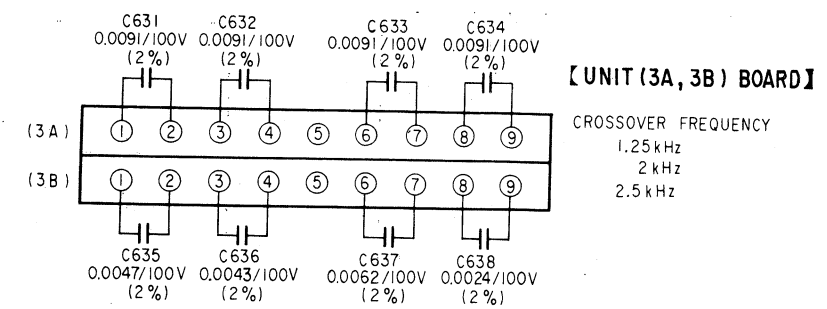 C631 C632 C633 C634
0.0091/100V 0.0091/100V 0.0091/100V 0.0091/100V
(2%) (2%) (2%) (2%)
【UNIT(3A,3B) BOARD】
CROSSOVER FREQUENCY
1.25kHz
2kHz
2.5kHz
(3A) ① ② ③ ④ ⑤ ⑥ ⑦ ⑧ ⑨
(3B) ① ② ③ ④ ⑤ ⑥ ⑦ ⑧ ⑨
C635 C636 C637 C638
0.0047/100V 0.0043/100V 0.0062/100V 0.0024/100V
(2%) (2%) (2%) (2%)